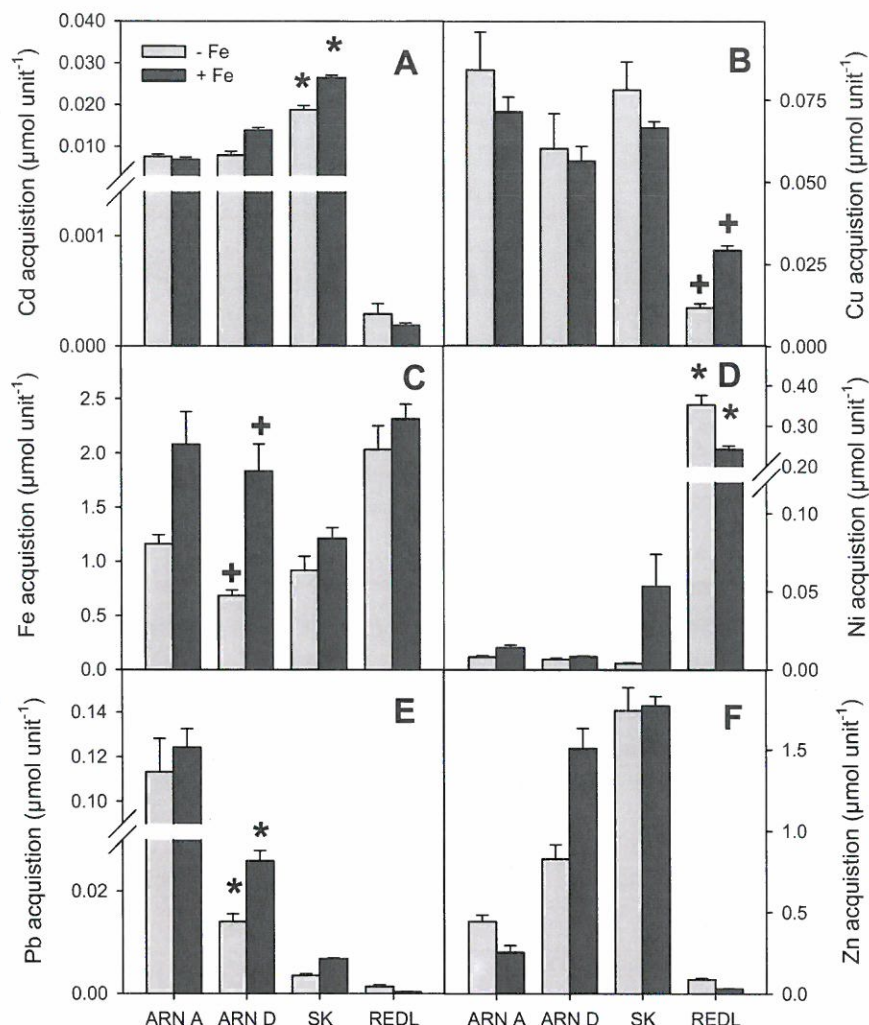 Cd acquistion (µmol unit⁻¹)
0.040
0.030
0.020
0.010
0.001
0.000
- Fe
+ Fe
A
*
*
B
+
+
0.075
0.050
0.025
0.000
Cu acquistion (µmol unit⁻¹)
Fe acquistion (µmol unit⁻¹)
2.5
2.0
1.5
1.0
0.5
0.0
C
+
+
D
*
*
0.40
0.30
0.20
0.10
0.05
0.00
Ni acquistion (µmol unit⁻¹)
Pb acquistion (µmol unit⁻¹)
0.14
0.12
0.10
0.02
0.00
E
*
*
F
1.5
1.0
0.5
0.0
Zn acquistion (µmol unit⁻¹)
ARN A ARN D SK REDL
ARN A ARN D SK REDL